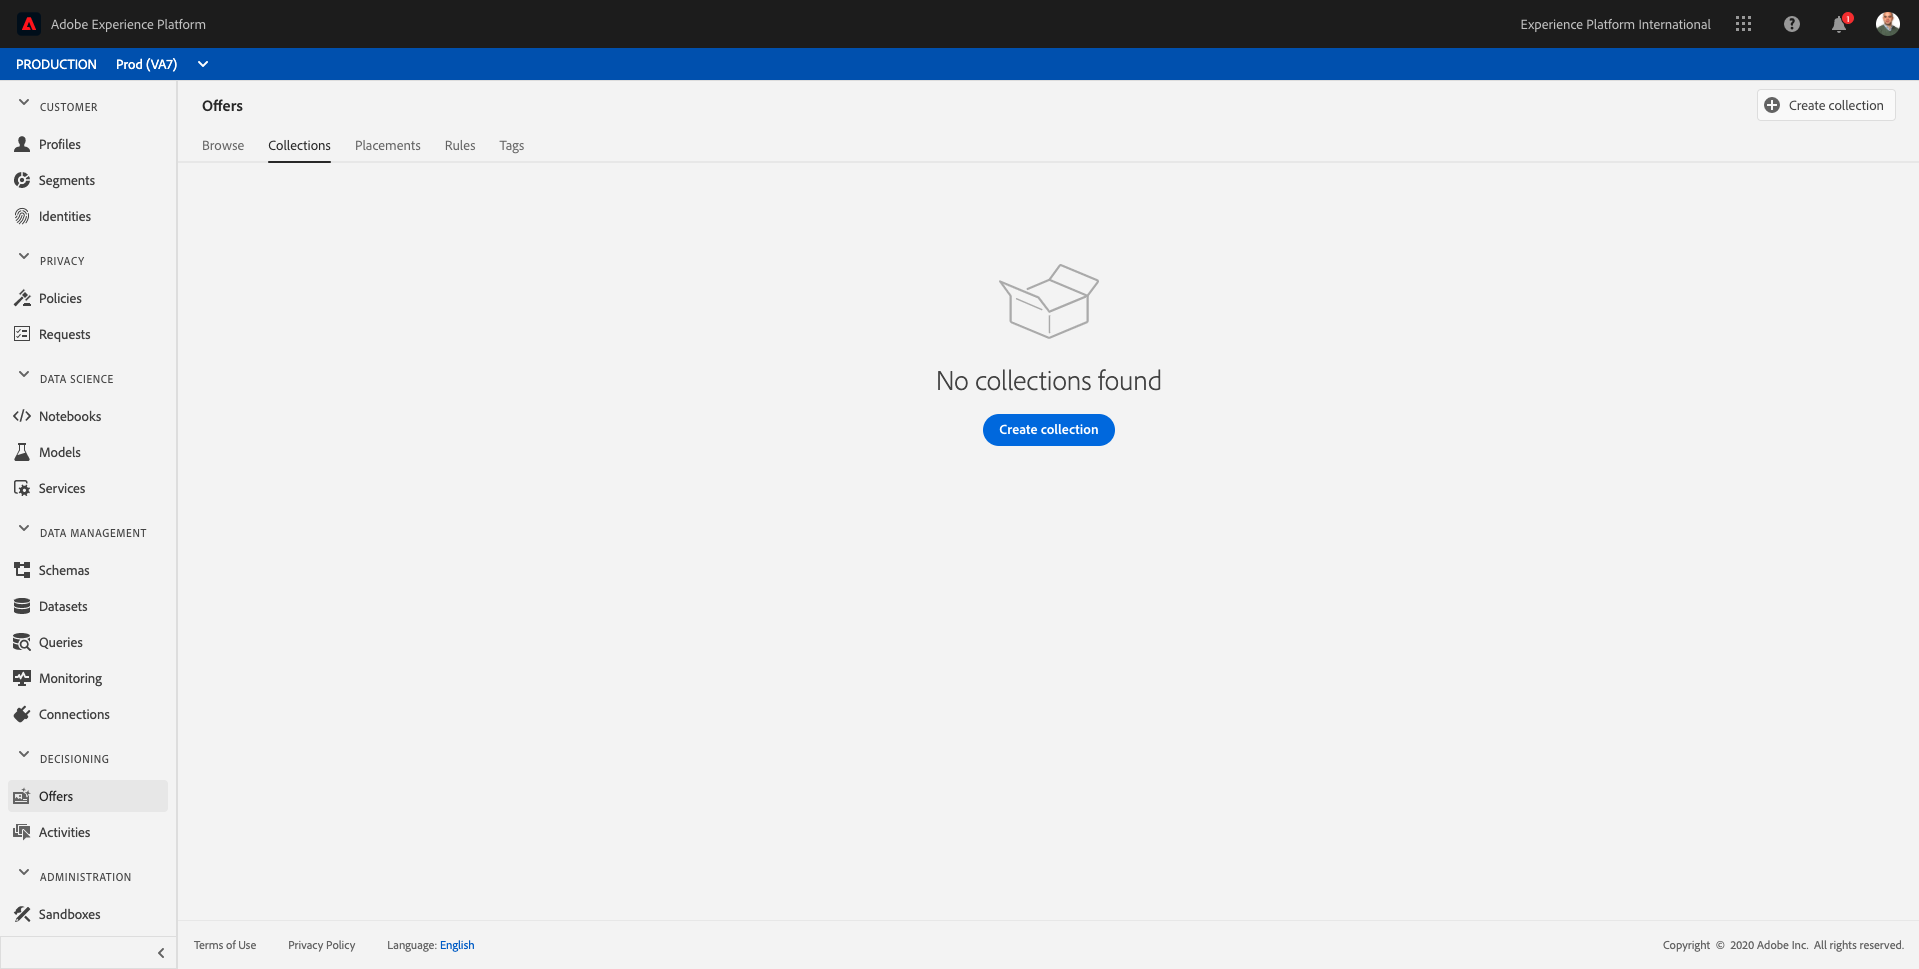 Adobe Experience Platform
Experience Platform International
1
PRODUCTION Prod (VA7)
CUSTOMER
Profiles
Segments
Identities
PRIVACY
Policies
Requests
DATA SCIENCE
Notebooks
Models
Services
DATA MANAGEMENT
Schemas
Datasets
Queries
Monitoring
Connections
DECISIONING
Offers
Activities
ADMINISTRATION
Sandboxes
Offers
Create collection
Browse Collections Placements Rules Tags
No collections found
Create collection
Terms of Use Privacy Policy Language: English
Copyright © 2020 Adobe Inc. All rights reserved.